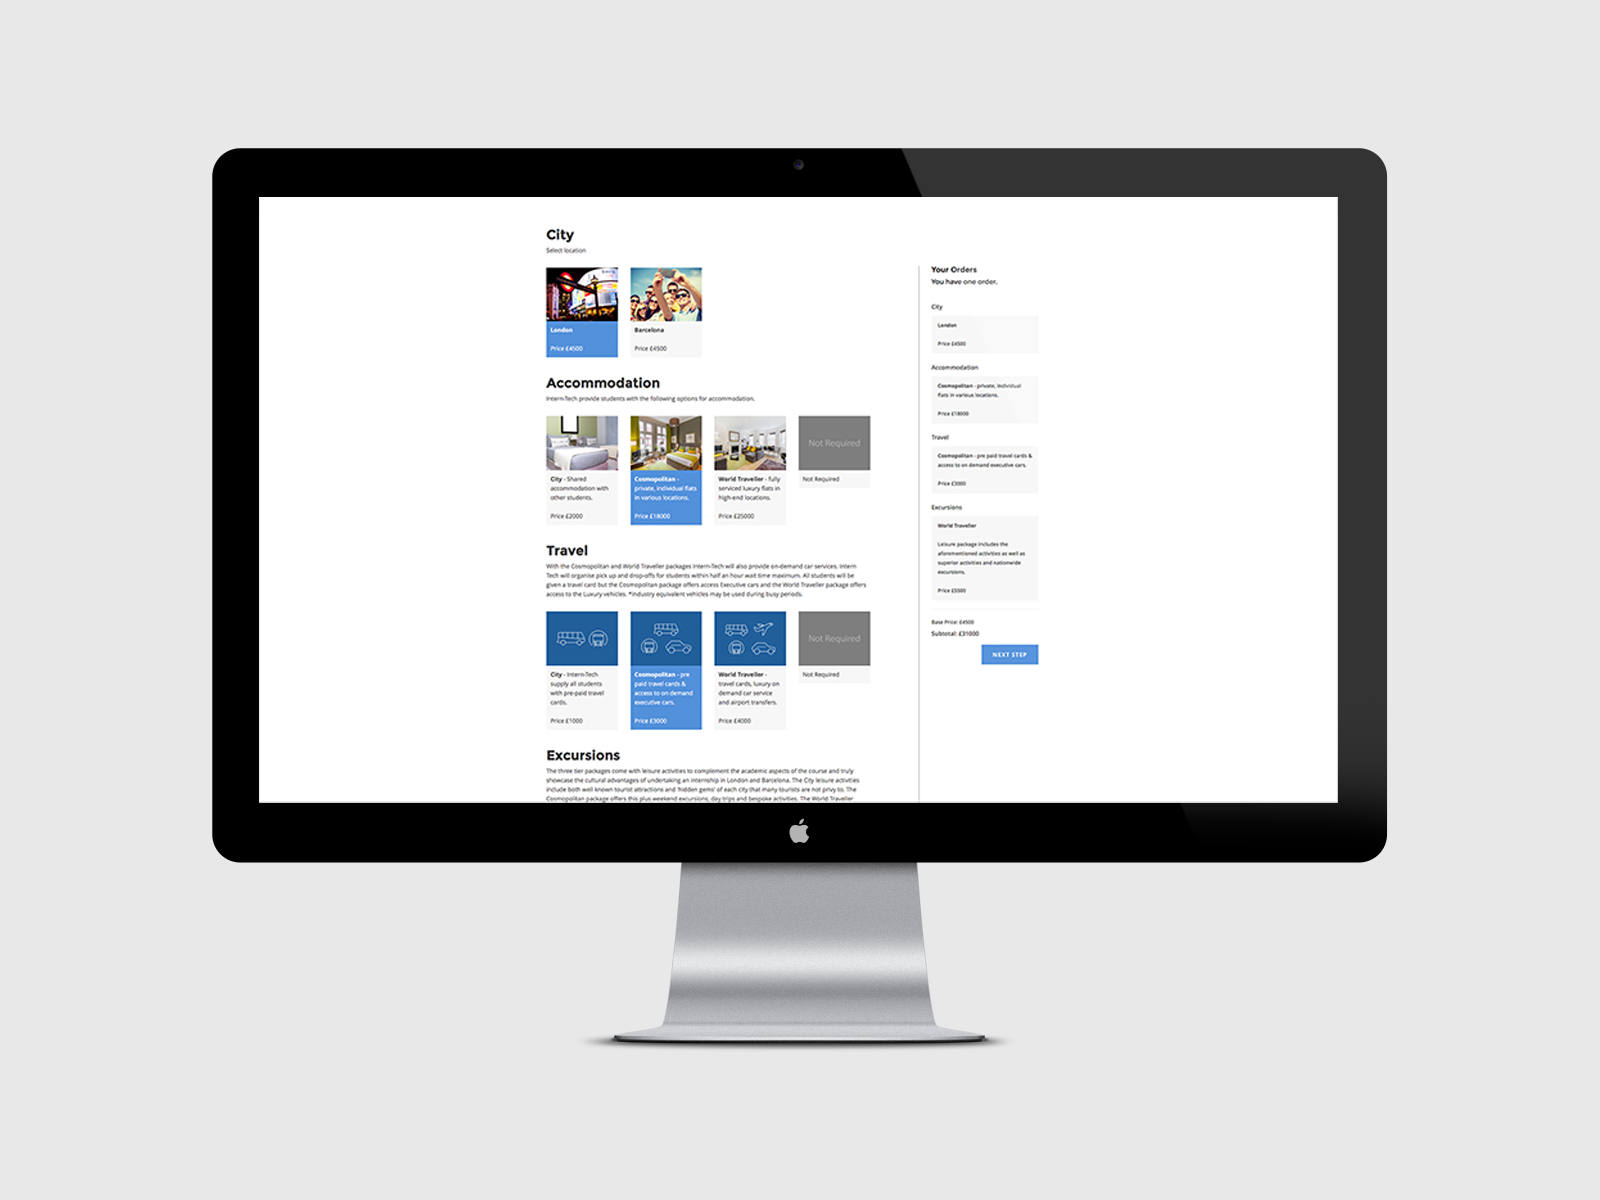 City
Select location
London
Price £4500
Barcelona
Price £4500
Accommodation
Intern-Tech provide students with the following options for accommodation.
City - Shared
accommodation with
other students.
Price £2000
Cosmopolitan -
private, individual flats
in various locations.
Price £18000
World Traveller - fully
serviced luxury flats in
high-end locations.
Price £25000
Not Required
Not Required
Travel
With the Cosmopolitan and World Traveller packages Intern-Tech will also provide on-demand car services. Intern
Tech will organise pick up and drop-offs for students within half an hour wait time maximum. All students will be
given a travel card but the Cosmopolitan package offers access Executive cars and the World Traveller package offers
access to the Luxury vehicles. *Industry equivalent vehicles may be used during busy periods.
City - Intern-Tech
supply all students
with pre-paid travel
cards.
Price £1000
Cosmopolitan - pre
paid travel cards &
access to on demand
executive cars.
Price £3000
World Traveller -
travel cards, luxury on
demand car service
and airport transfers.
Price £4000
Not Required
Not Required
Excursions
The three tier packages come with leisure activities to complement the academic aspects of the course and truly
showcase the cultural advantages of undertaking an internship in London and Barcelona. The City leisure activities
include both well known tourist attractions and 'hidden gems' of each city that many tourists are not privy to. The
Cosmopolitan package offers this plus weekend excursions, day trips and bespoke activities. The World Traveller
Your Orders
You have one order.
City
London
Price £4500
Accommodation
Cosmopolitan - private, individual
flats in various locations.
Price £18000
Travel
Cosmopolitan - pre paid travel cards &
access to on demand executive cars.
Price £3000
Excursions
World Traveller
Leisure package includes the
aforementioned activities as well as
superior activities and nationwide
excursions.
Price £5500
Base Price: £4500
Subtotal: £31000
NEXT STEP